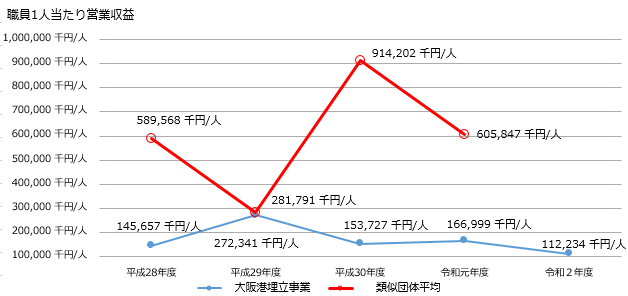 職員1人当たり営業収益
1,000,000 千円/人
900,000 千円/人
800,000 千円/人
700,000 千円/人
600,000 千円/人
500,000 千円/人
400,000 千円/人
300,000 千円/人
200,000 千円/人
100,000 千円/人
589,568 千円/人
281,791 千円/人
914,202 千円/人
605,847 千円/人
145,657 千円/人
272,341 千円/人
153,727 千円/人
166,999 千円/人
112,234 千円/人
平成28年度 平成29年度 平成30年度 令和元年度 令和２年度
大阪港埋立事業 類似団体平均